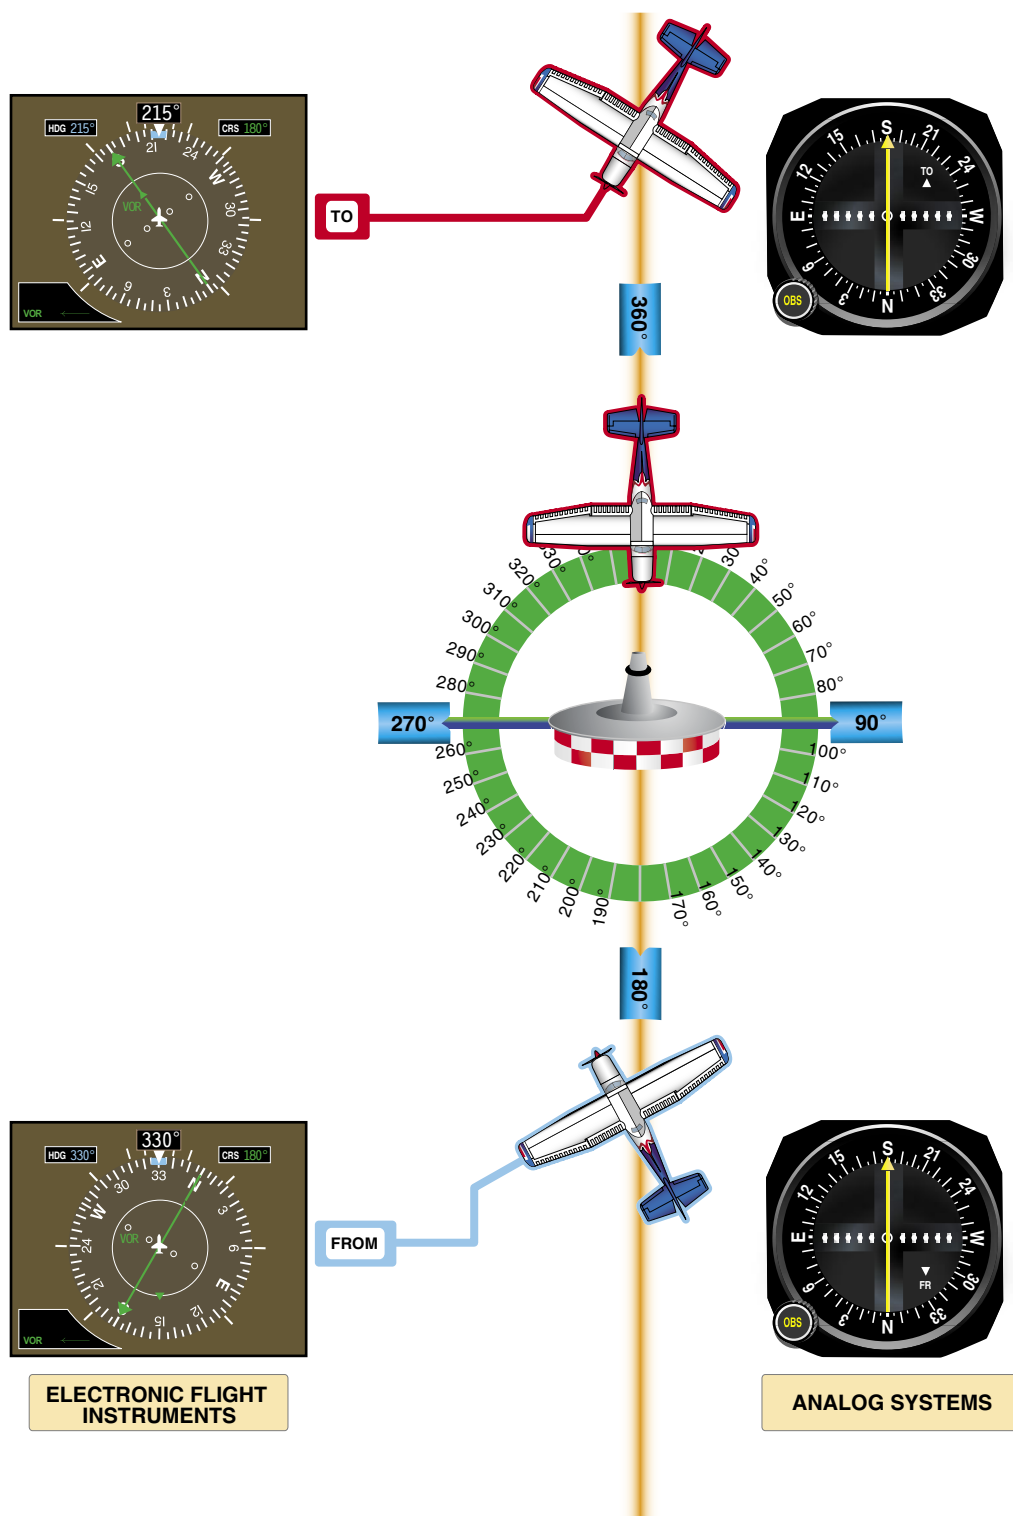 215°
HDG 215°
CRS 180°
21
24
W
30
33
N
3
6
E
12
15
S
VOR
VOR
TO
S
21
24
W
30
33
N
3
6
E
12
15
TO
OBS
360°
30
40°
50°
60°
70°
80°
90°
100°
110°
120°
130°
140°
150°
160°
170°
180°
190°
200°
210°
220°
230°
240°
250°
260°
270°
280°
290°
300°
310°
320°
330°
330°
HDG 330°
CRS 180°
33
N
3
6
E
12
15
21
24
W
30
VOR
VOR
FROM
S
21
24
W
30
33
N
3
6
E
12
15
FR
OBS
ELECTRONIC FLIGHT
INSTRUMENTS
ANALOG SYSTEMS